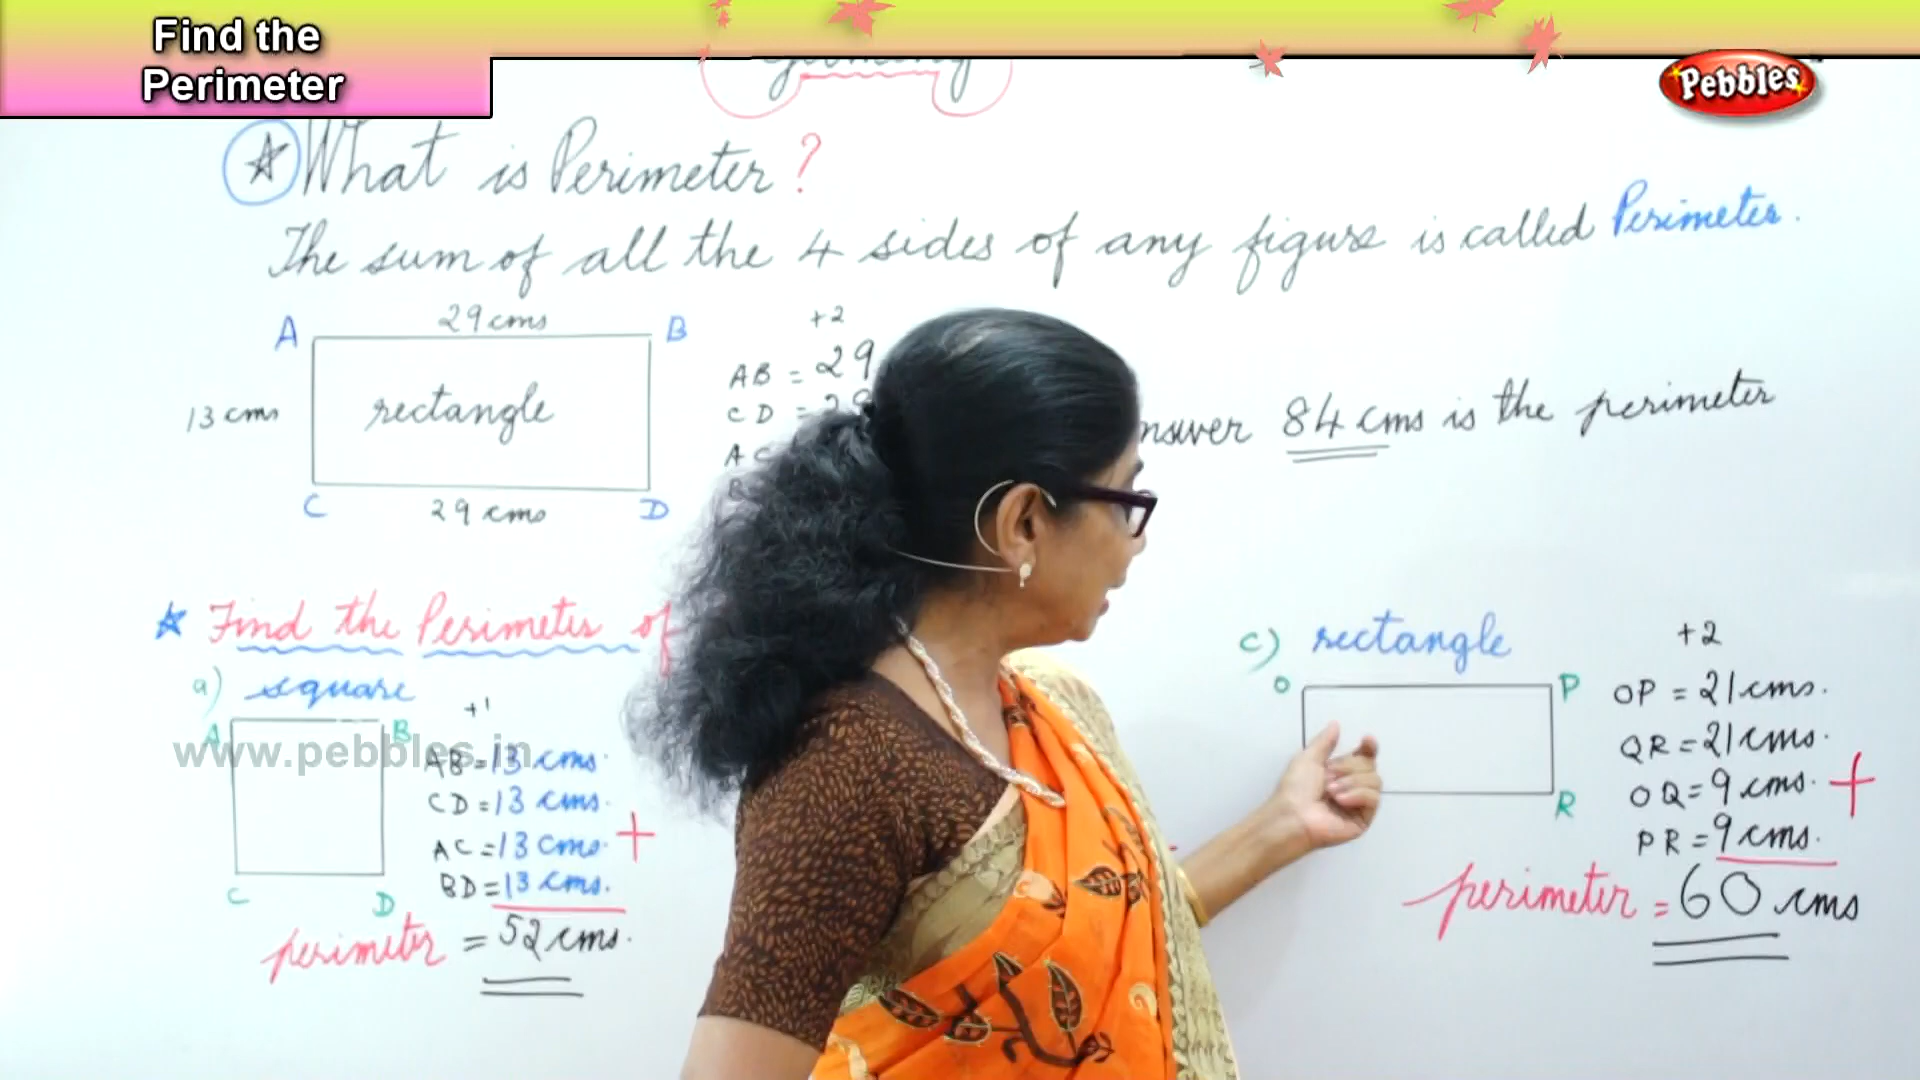 Find the
Perimeter
Pebbles
What is Perimeter?
The sum of all the 4 sides of any figure is called Perimeter.
A 29 cms B
13 cms rectangle
C 29 cms D
+2
AB = 29
CD =
84 cms is the perimeter
Find the Perimeter of
a) square
A B
C D
+1
AB = 13 cms.
CD = 13 cms.
AC = 13 cms. +
BD = 13 cms.
perimeter = 52 cms.
www.pebbles.in
c) rectangle
O P
R
+2
OP = 21 cms.
QR = 21 cms.
OQ = 9 cms. +
PR = 9 cms.
perimeter = 60 cms